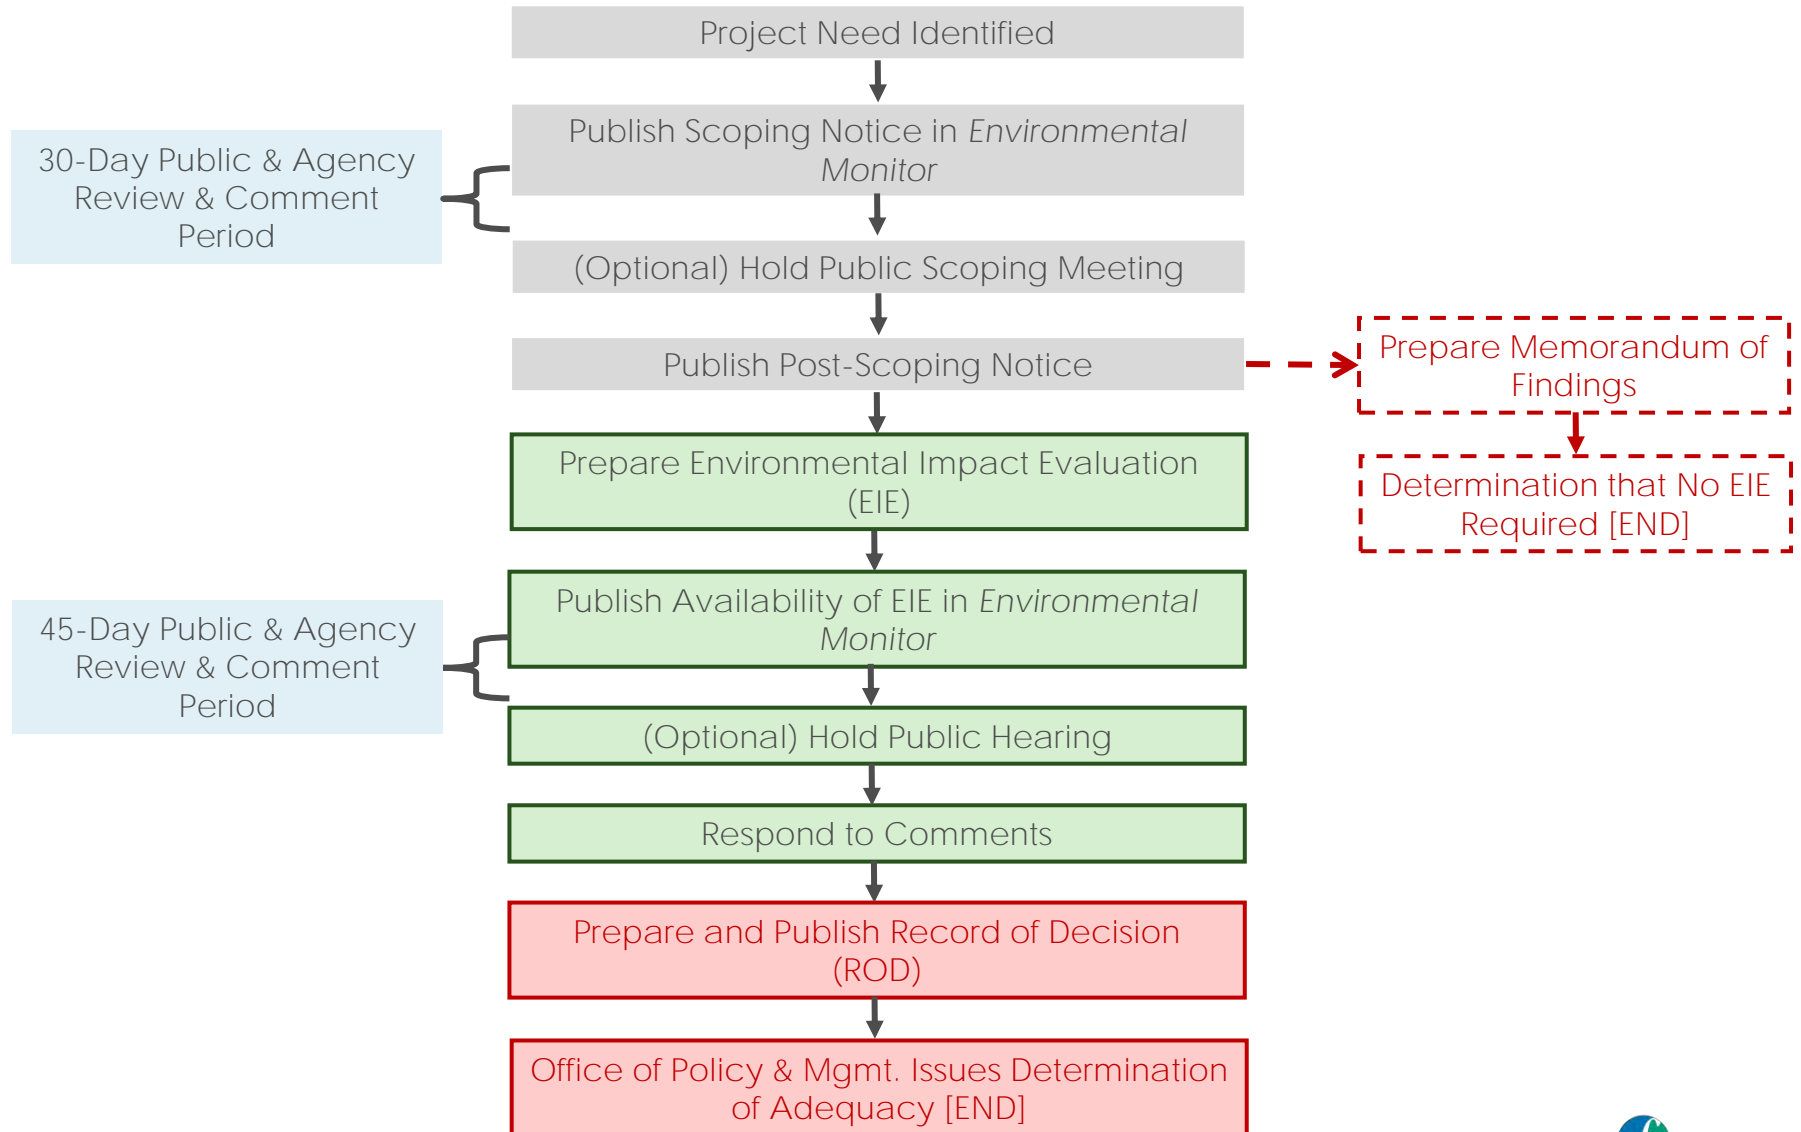 Project Need Identified
Publish Scoping Notice in Environmental
Monitor
30-Day Public & Agency
Review & Comment
Period
(Optional) Hold Public Scoping Meeting
Publish Post-Scoping Notice
Prepare Memorandum of
Findings
Determination that No EIE
Required [END]
Prepare Environmental Impact Evaluation
(EIE)
Publish Availability of EIE in Environmental
Monitor
45-Day Public & Agency
Review & Comment
Period
(Optional) Hold Public Hearing
Respond to Comments
Prepare and Publish Record of Decision
(ROD)
Office of Policy & Mgmt. Issues Determination
of Adequacy [END]